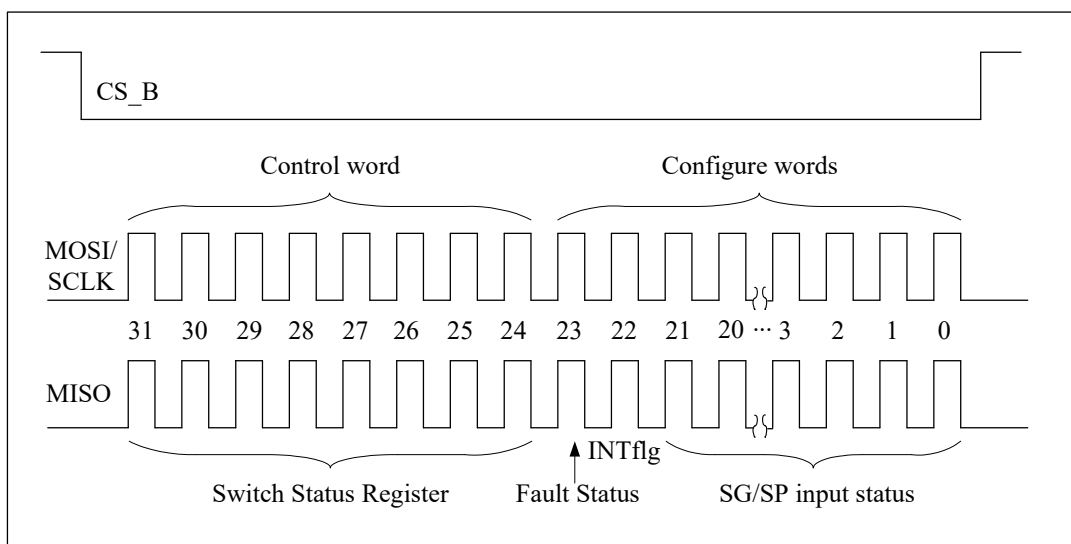 CS_B
Control word Configure words
MOSI/
SCLK
31 30 29 28 27 26 25 24 23 22 21 20 ... 3 2 1 0
MISO
INTflg
Switch Status Register Fault Status SG/SP input status